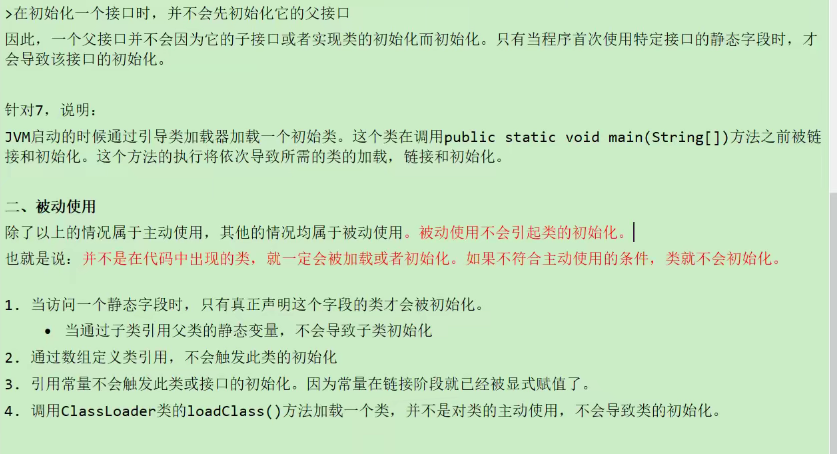 >在初始化一个接口时，并不会先初始化它的父接口
因此，一个父接口并不会因为它的子接口或者实现类的初始化而初始化。只有当程序首次使用特定接口的静态字段时，才
会导致该接口的初始化。
针对7，说明：
JVM启动的时候通过引导类加载器加载一个初始类。这个类在调用public static void main(String[])方法之前被链
接和初始化。这个方法的执行将依次导致所需的类的加载，链接和初始化。
二、被动使用
除了以上的情况属于主动使用，其他的情况均属于被动使用。被动使用不会引起类的初始化。
也就是说：并不是在代码中出现的类，就一定会被加载或者初始化。如果不符合主动使用的条件，类就不会初始化。
1. 当访问一个静态字段时，只有真正声明这个字段的类才会被初始化。
• 当通过子类引用父类的静态变量，不会导致子类初始化
2. 通过数组定义类引用，不会触发此类的初始化
3. 引用常量不会触发此类或接口的初始化。因为常量在链接阶段就已经被显式赋值了。
4. 调用ClassLoader类的loadClass()方法加载一个类，并不是对类的主动使用，不会导致类的初始化。